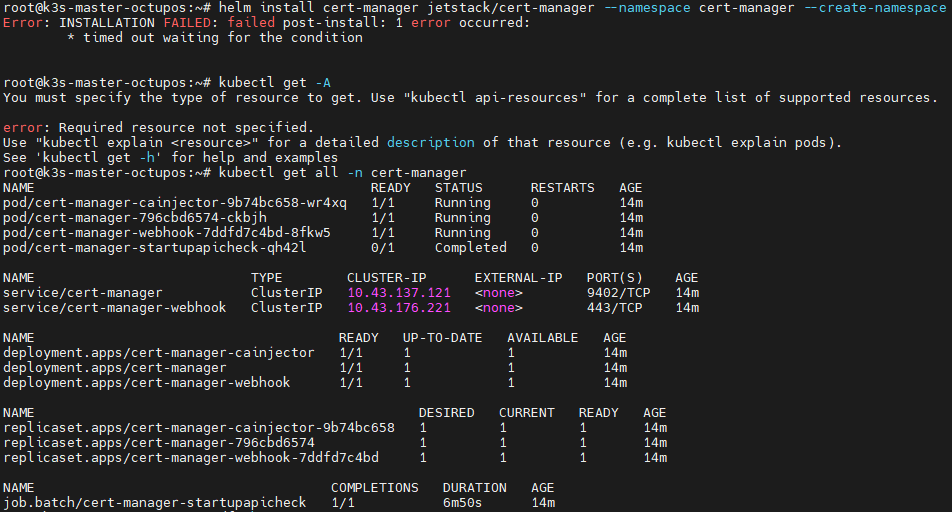 root@k3s-master-octupos:~# helm install cert-manager jetstack/cert-manager --namespace cert-manager --create-namespace
Error: INSTALLATION FAILED: failed post-install: 1 error occurred:
        * timed out waiting for the condition
root@k3s-master-octupos:~# kubectl get -A
You must specify the type of resource to get. Use "kubectl api-resources" for a complete list of supported resources.
error: Required resource not specified.
Use "kubectl explain <resource>" for a detailed description of that resource (e.g. kubectl explain pods).
See 'kubectl get -h' for help and examples
root@k3s-master-octupos:~# kubectl get all -n cert-manager
NAME                                          READY   STATUS      RESTARTS   AGE
pod/cert-manager-cainjector-9b74bc658-wr4xq   1/1     Running     0          14m
pod/cert-manager-796cbd6574-ckbjh             1/1     Running     0          14m
pod/cert-manager-webhook-7ddfd7c4bd-8fkw5     1/1     Running     0          14m
pod/cert-manager-startupapicheck-qh42l        0/1     Completed   0          14m
NAME                           TYPE        CLUSTER-IP      EXTERNAL-IP   PORT(S)    AGE
service/cert-manager           ClusterIP   10.43.137.121   <none>        9402/TCP   14m
service/cert-manager-webhook   ClusterIP   10.43.176.221   <none>        443/TCP    14m
NAME                                      READY   UP-TO-DATE   AVAILABLE   AGE
deployment.apps/cert-manager-cainjector   1/1     1            1           14m
deployment.apps/cert-manager              1/1     1            1           14m
deployment.apps/cert-manager-webhook      1/1     1            1           14m
NAME                                                DESIRED   CURRENT   READY   AGE
replicaset.apps/cert-manager-cainjector-9b74bc658   1         1         1       14m
replicaset.apps/cert-manager-796cbd6574             1         1         1       14m
replicaset.apps/cert-manager-webhook-7ddfd7c4bd     1         1         1       14m
NAME                                     COMPLETIONS   DURATION   AGE
job.batch/cert-manager-startupapicheck   1/1           6m50s      14m